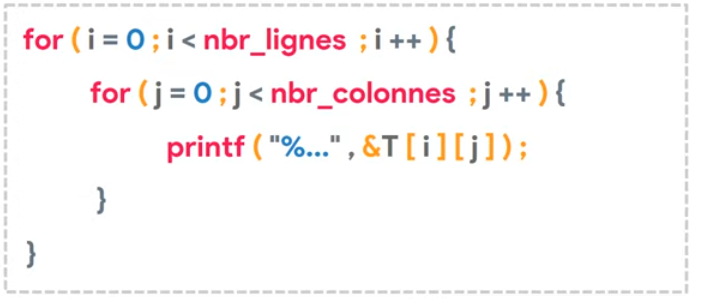 for ( i = 0 ; i < nbr_lignes ; i ++ ) {
for ( j = 0 ; j < nbr_colonnes ; j ++ ) {
printf ( "%..." , &T [ i ] [ j ] ) ;
}
}